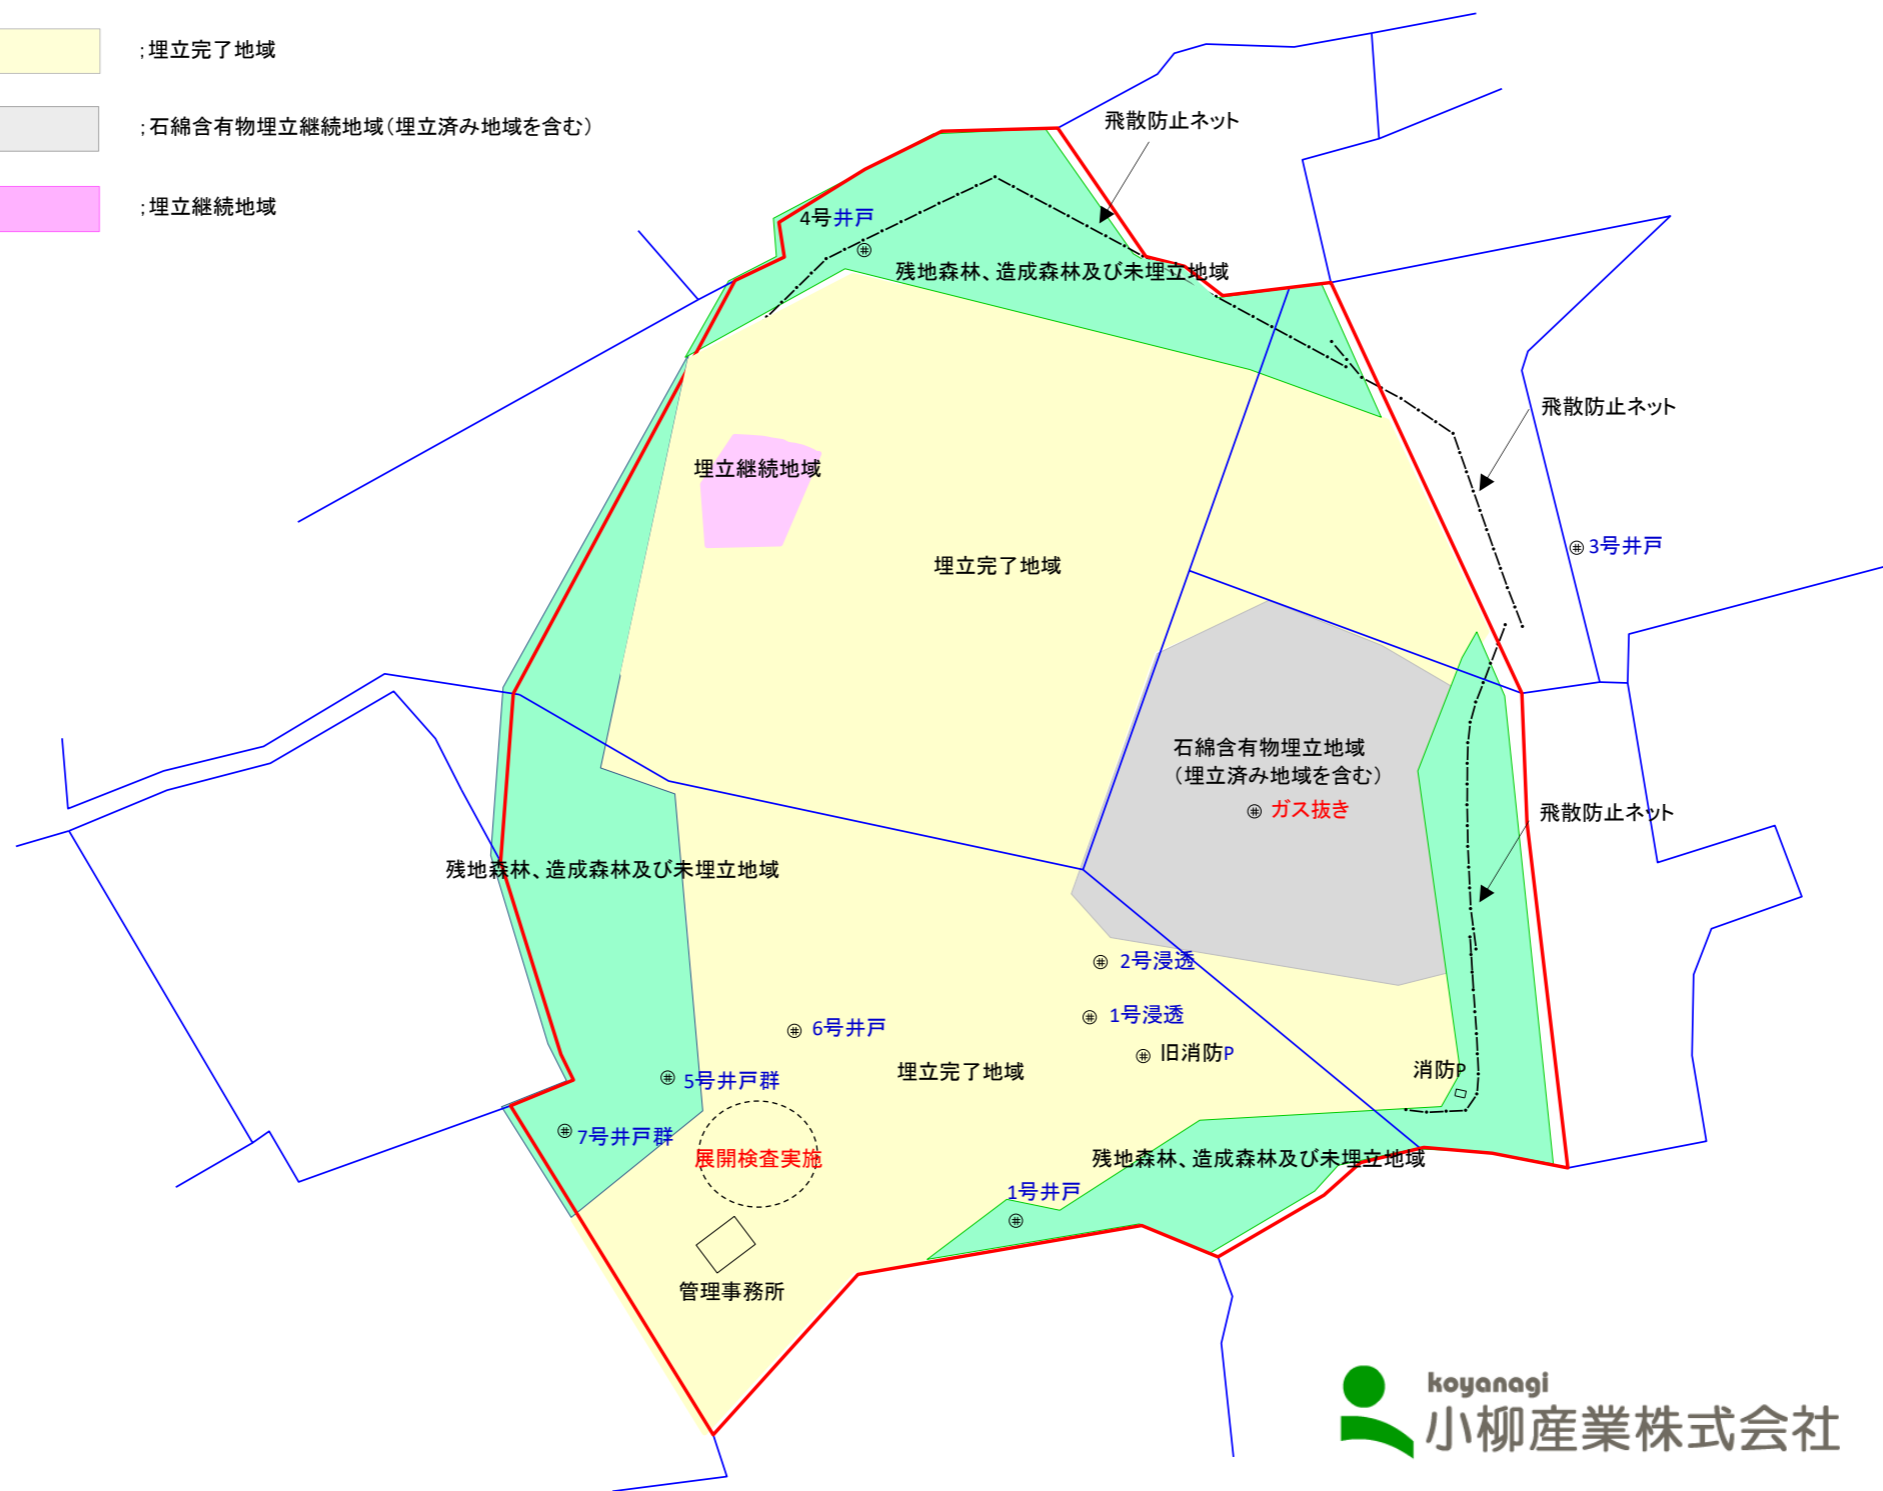 ;埋立完了地域
;石綿含有物埋立継続地域(埋立済み地域を含む)
;埋立継続地域
飛散防止ネット
4号井戸
残地森林、造成森林及び未埋立地域
飛散防止ネット
埋立継続地域
3号井戸
埋立完了地域
石綿含有物埋立地域
(埋立済み地域を含む)
ガス抜き
飛散防止ネット
残地森林、造成森林及び未埋立地域
2号浸透
1号浸透
6号井戸
旧消防P
埋立完了地域
消防P
5号井戸群
7号井戸群
展開検査実施
残地森林、造成森林及び未埋立地域
1号井戸
管理事務所
koyanagi
小柳産業株式会社